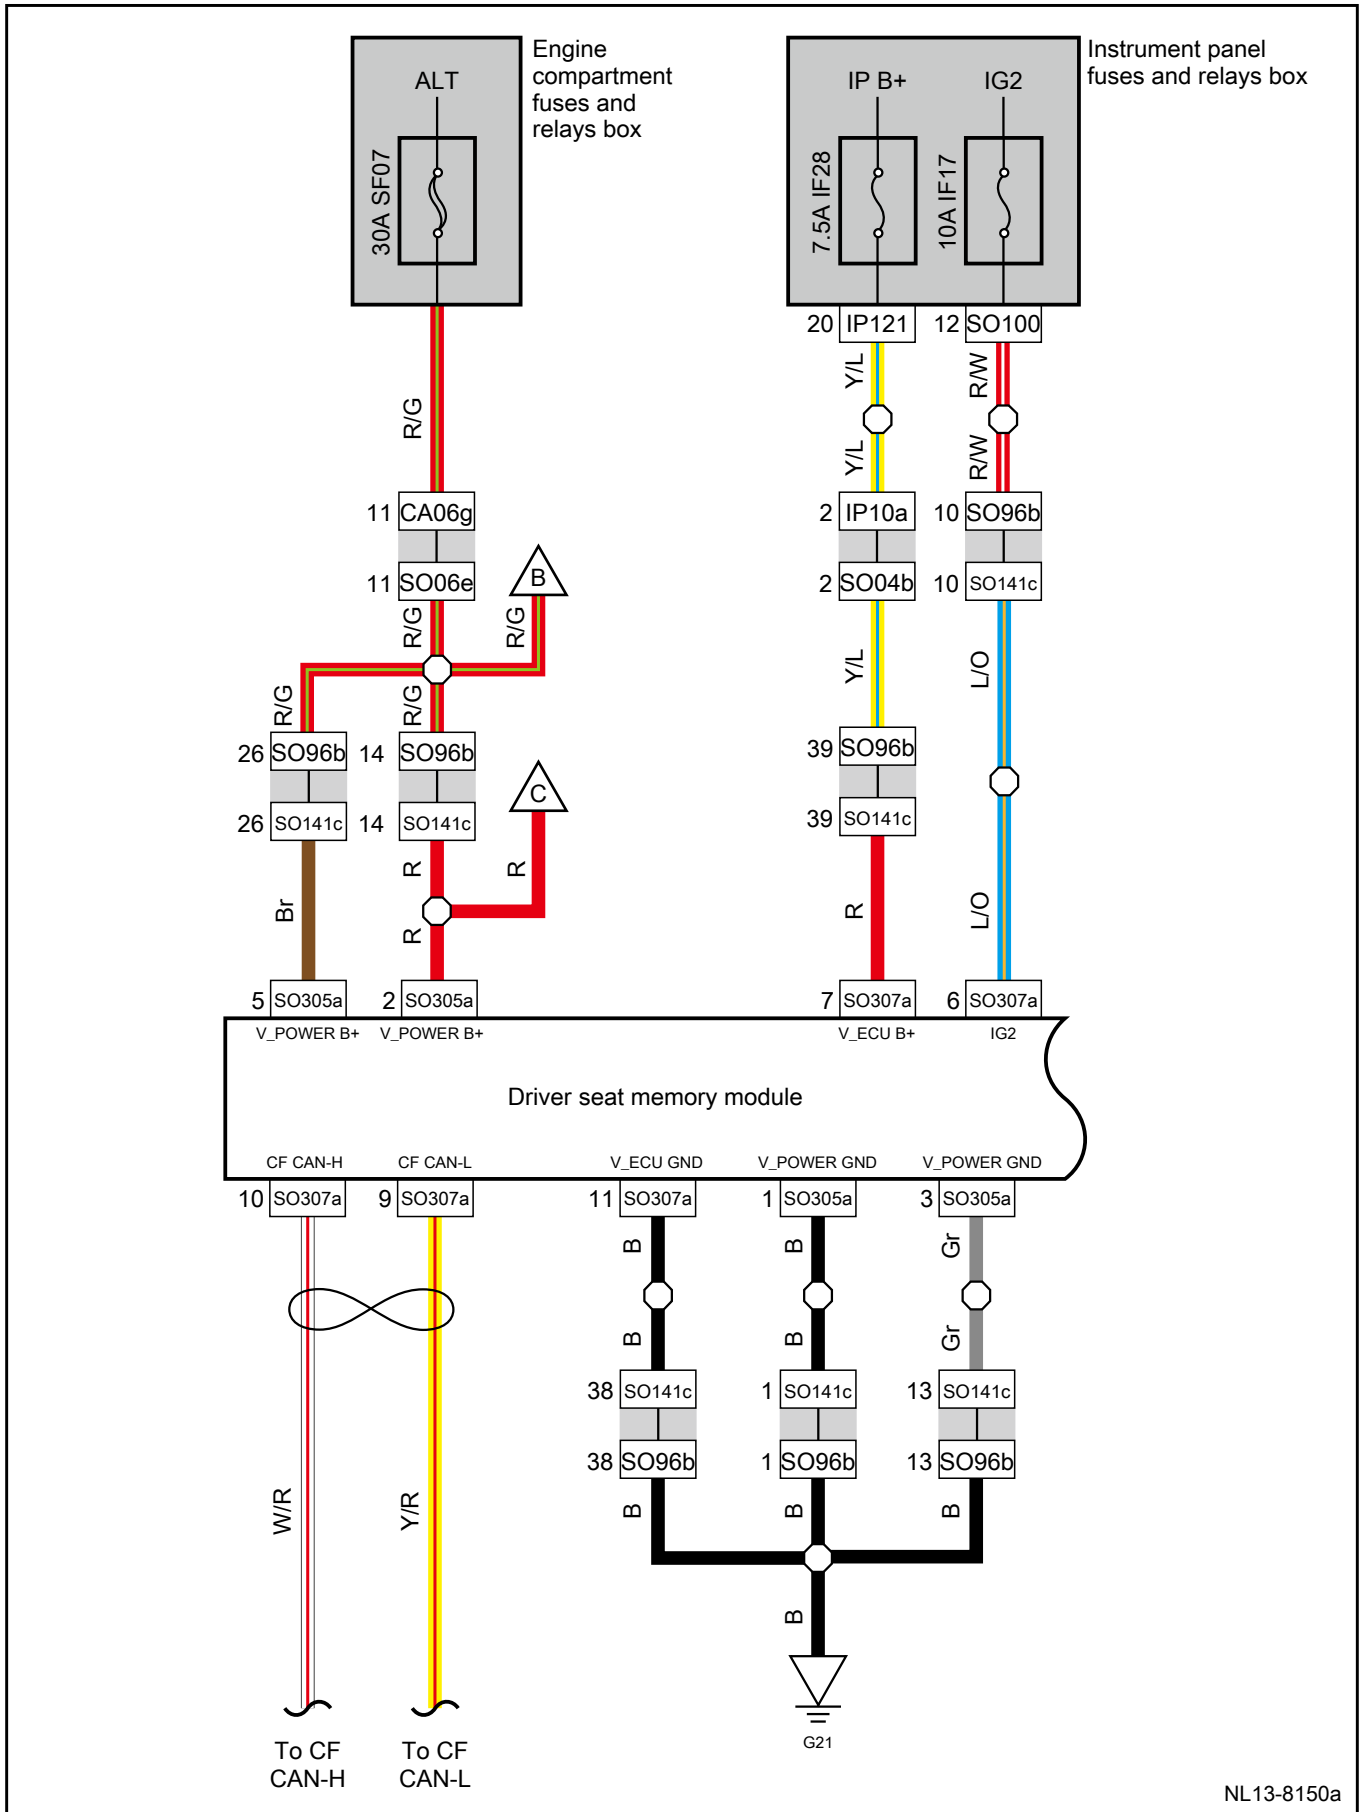 Engine
compartment
fuses and
relays box
Instrument panel
fuses and relays box
ALT
IP B+
IG2
30A SF07
7.5A IF28
10A IF17
20 IP121
12 SO100
R/G
Y/L
R/W
Y/L
R/W
11 CA06g
2 IP10a
10 SO96b
11 SO06e
B
2 SO04b
10 SO141c
R/G
R/G
Y/L
L/O
R/G
R/G
26 SO96b
14 SO96b
39 SO96b
C
26 SO141c
14 SO141c
39 SO141c
R
R
Br
R
R
L/O
5 SO305a
2 SO305a
7 SO307a
6 SO307a
V_POWER B+
V_POWER B+
V_ECU B+
IG2
Driver seat memory module
CF CAN-H
CF CAN-L
V_ECU GND
V_POWER GND
V_POWER GND
10 SO307a
9 SO307a
11 SO307a
1 SO305a
3 SO305a
B
B
Gr
B
B
Gr
38 SO141c
1 SO141c
13 SO141c
38 SO96b
1 SO96b
13 SO96b
W/R
Y/R
B
B
B
B
G21
To CF
CAN-H
To CF
CAN-L
NL13-8150a